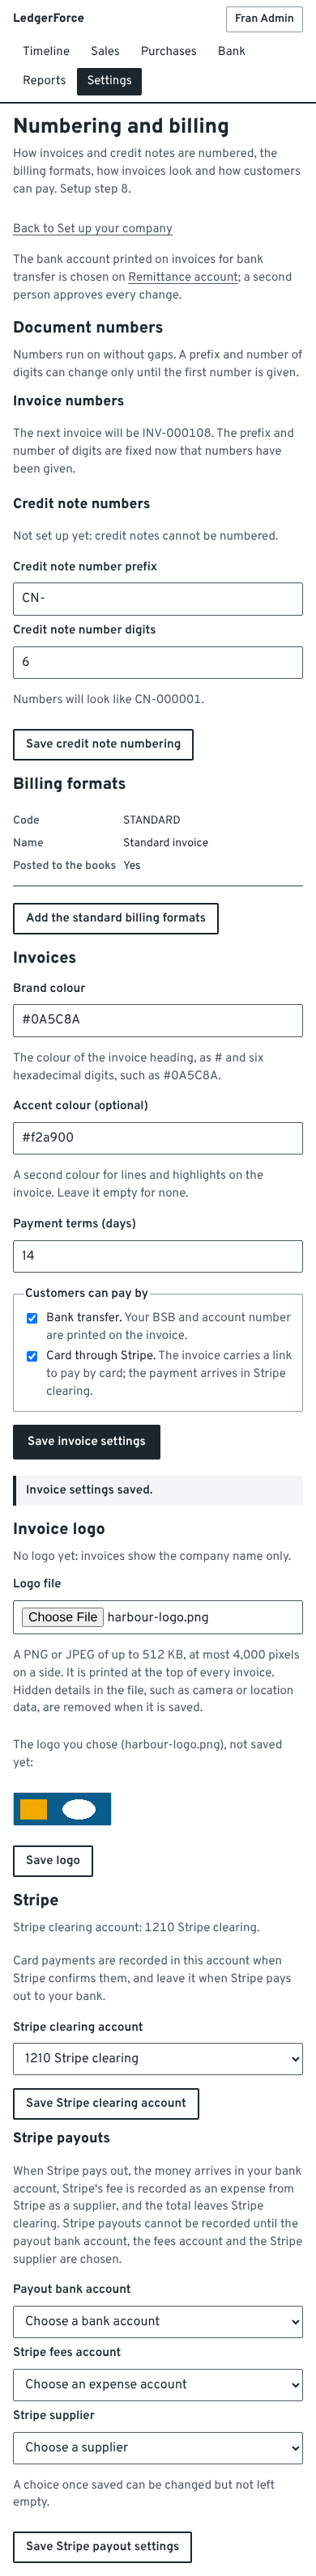 LedgerForce
Fran Admin
Timeline Sales Purchases Bank
Reports Settings
Numbering and billing
How invoices and credit notes are numbered, the
billing formats, how invoices look and how customers
can pay. Setup step 8.
Back to Set up your company
The bank account printed on invoices for bank
transfer is chosen on Remittance account; a second
person approves every change.
Document numbers
Numbers run without gaps. A prefix and number of
digits can change only until the first number is given.
Invoice numbers
The next invoice will be INV-000108. The prefix and
number of digits are fixed now that numbers have
been given.
Credit note numbers
Not set up yet: credit notes cannot be numbered.
Credit note number prefix
CN-
Credit note number digits
6
Numbers will look like CN-000001.
Save credit note numbering
Billing formats
Code STANDARD
Name Standard invoice
Posted to the books Yes
Add the standard billing formats
Invoices
Brand colour
#0A5C8A
The colour of the invoice heading, as # and six
hexadecimal digits, such as #0A5C8A.
Accent colour (optional)
#f2a900
A second colour for lines and highlights on the
invoice. Leave it empty for none.
Payment terms (days)
14
Customers can pay by
Bank transfer. Your BSB and account number
are printed on the invoice.
Card through Stripe. The invoice carries a link
to pay by card; the payment arrives in Stripe
clearing.
Save invoice settings
Invoice settings saved.
Invoice logo
No logo yet: invoices show the company name only.
Logo file
Choose File harbour-logo.png
A PNG or JPEG of up to 512 KB, at most 4,000 pixels
on a side. It is printed at the top of every invoice.
Hidden details in the file, such as camera or location
data, are removed when it is saved.
The logo you chose (harbour-logo.png), not saved
yet:
Save logo
Stripe
Stripe clearing account: 1210 Stripe clearing.
Card payments are recorded in this account when
Stripe confirms them, and leave it when Stripe pays
out to your bank.
Stripe clearing account
1210 Stripe clearing
Save Stripe clearing account
Stripe payouts
When Stripe pays out, the money arrives in your bank
account, Stripe's fee is recorded as an expense from
Stripe as a supplier, and the total leaves Stripe
clearing. Stripe payouts cannot be recorded until the
payout bank account, the fees account and the Stripe
supplier are chosen.
Payout bank account
Choose a bank account
Stripe fees account
Choose an expense account
Stripe supplier
Choose a supplier
A choice once saved can be changed but not left
empty.
Save Stripe payout settings